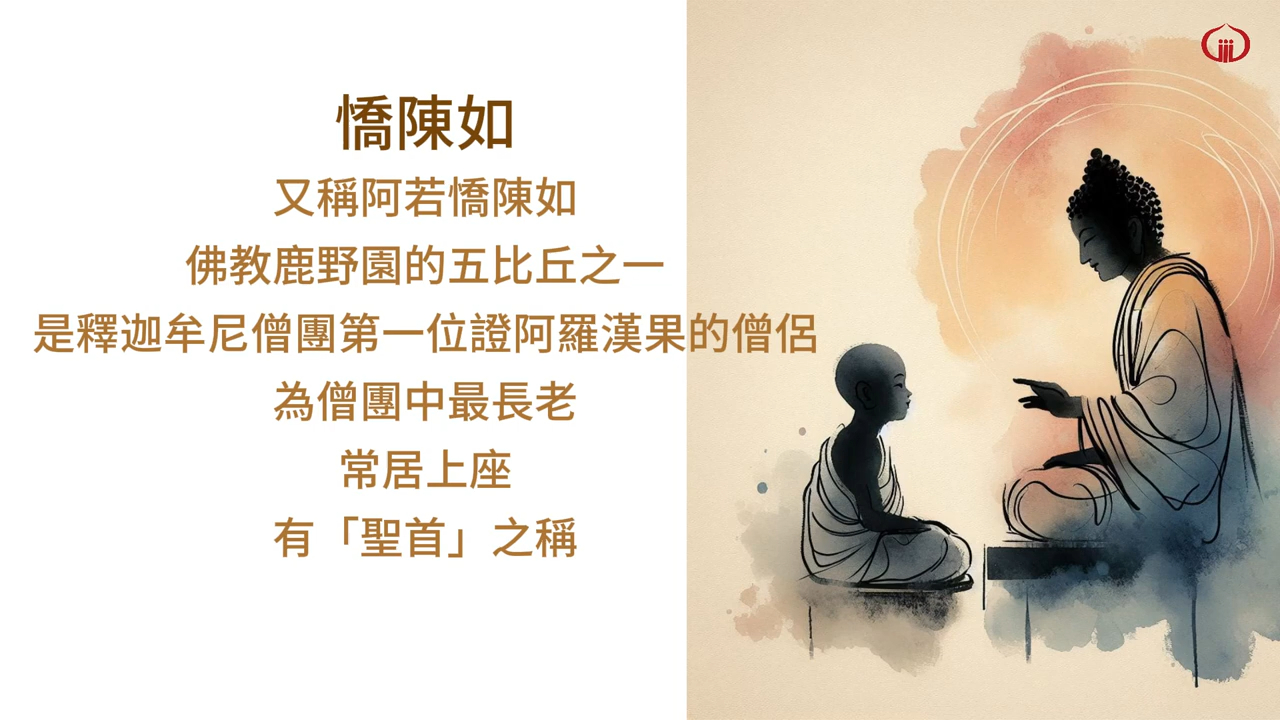 憍陳如
又稱阿若憍陳如
佛教鹿野園的五比丘之一
是釋迦牟尼僧團第一位證阿羅漢果的僧侶
為僧團中最長老
常居上座
有「聖首」之稱